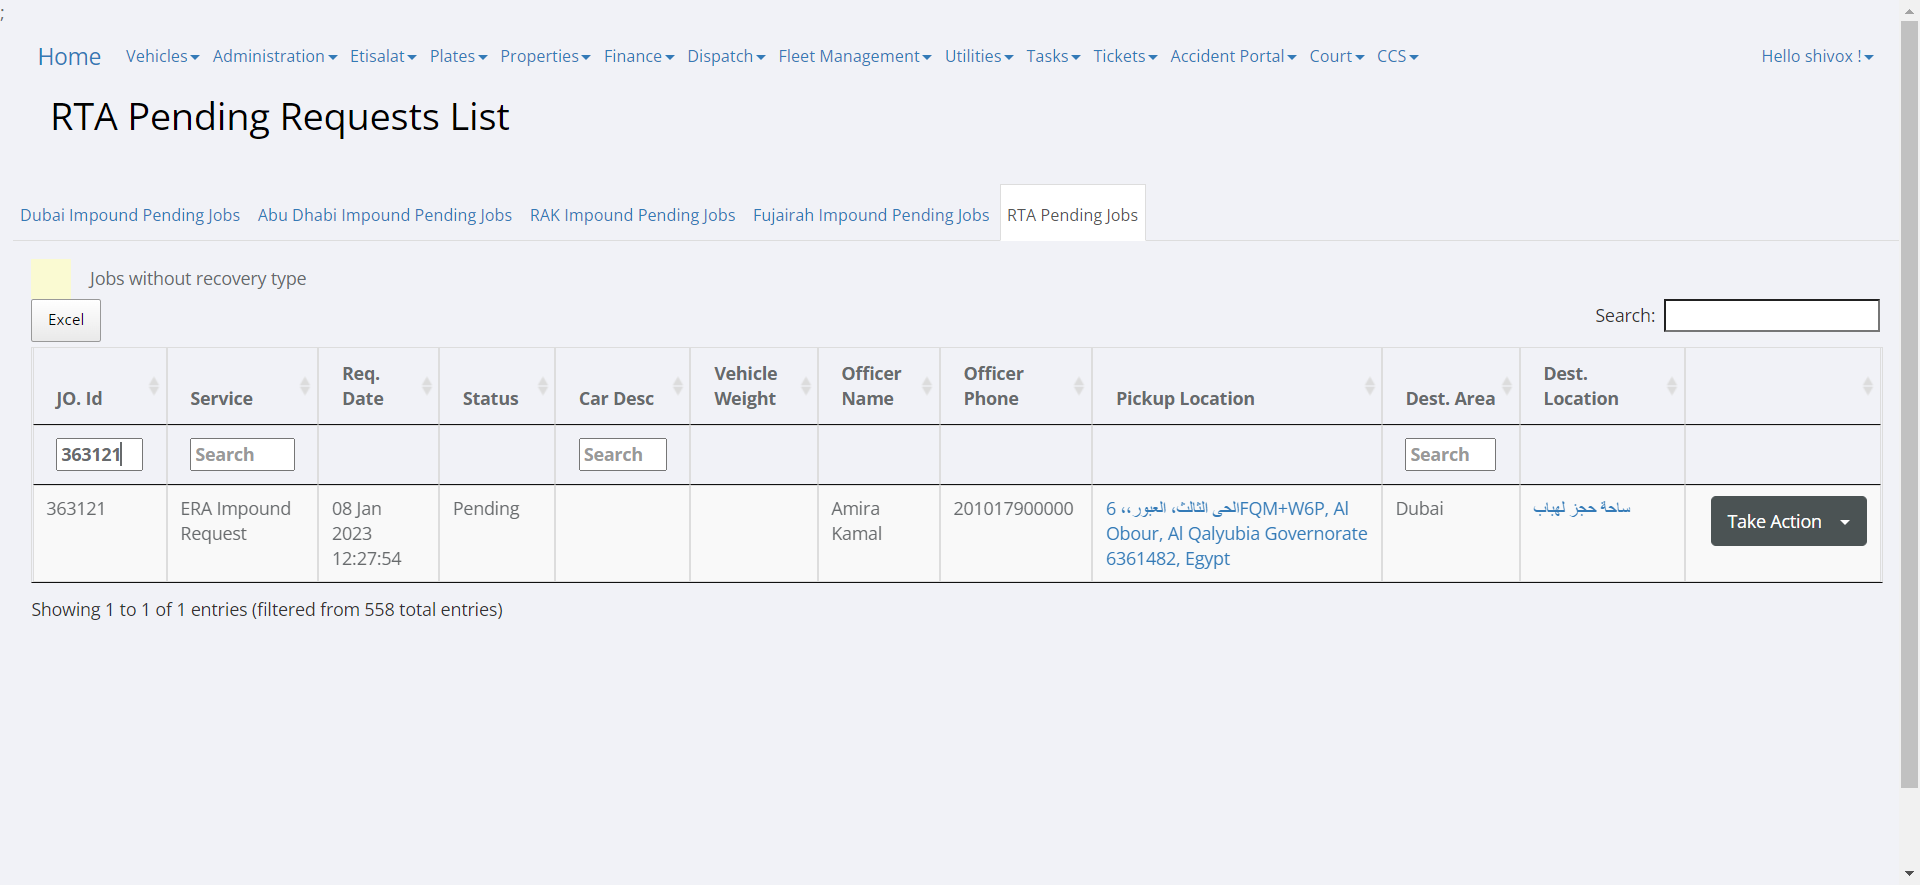 ;
Home Vehicles Administration Etisalat Plates Properties Finance Dispatch Fleet Management Utilities Tasks Tickets Accident Portal Court CCS Hello shivox !
RTA Pending Requests List
Dubai Impound Pending Jobs Abu Dhabi Impound Pending Jobs RAK Impound Pending Jobs Fujairah Impound Pending Jobs RTA Pending Jobs
Jobs without recovery type
Excel
Search:
JO. Id
Service
Req.
Date
Status
Car Desc
Vehicle
Weight
Officer
Name
Officer
Phone
Pickup Location
Dest. Area
Dest.
Location
363121
Search
Search
Search
363121
ERA Impound
Request
08 Jan
2023
12:27:54
Pending
Amira
Kamal
201017900000
6 الحى الثالث، العبور،،FQM+W6P, Al
Obour, Al Qalyubia Governorate
6361482, Egypt
Dubai
ساحة حجز لهباب
Take Action
Showing 1 to 1 of 1 entries (filtered from 558 total entries)